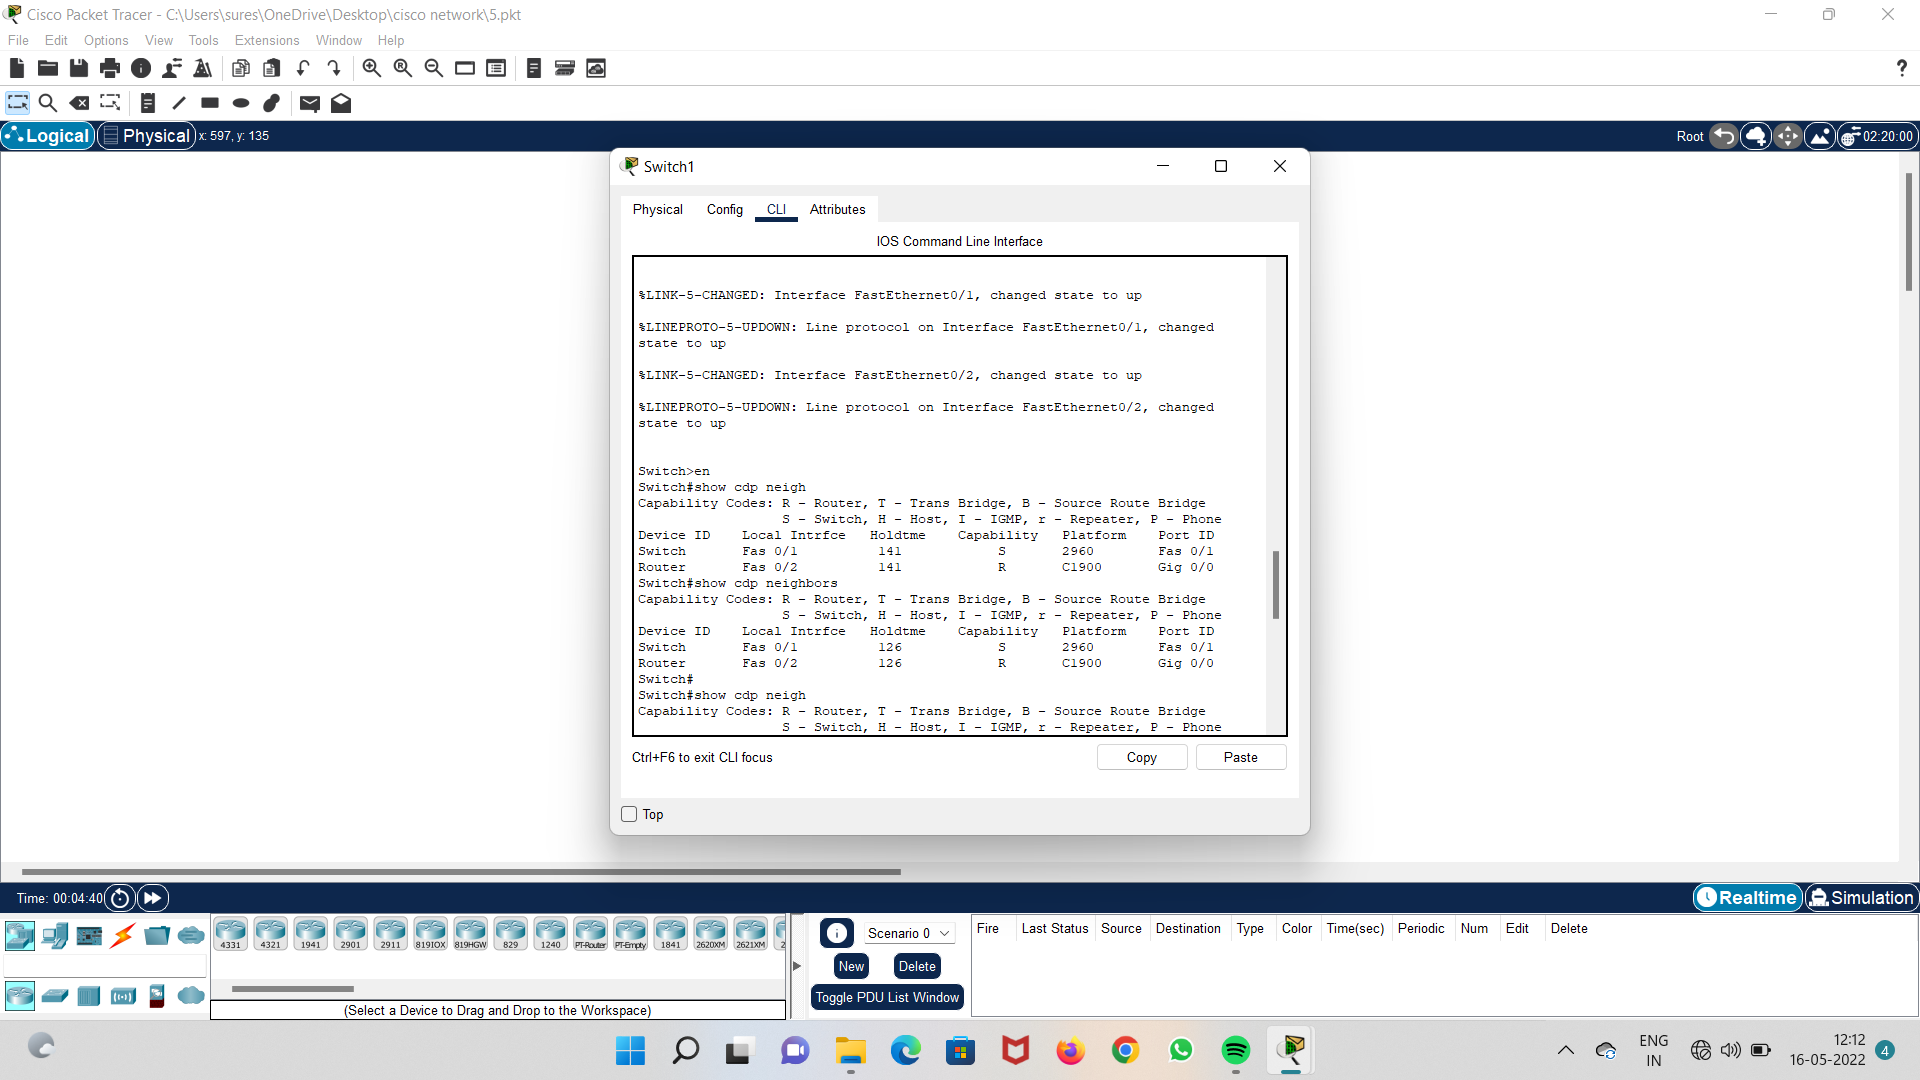 Cisco Packet Tracer - C:\Users\sures\OneDrive\Desktop\cisco network\5.pkt
File Edit Options View Tools Extensions Window Help
?
Logical Physical x: 597, y: 135
Root 02:20:00
Switch1
Physical Config CLI Attributes
IOS Command Line Interface
%LINK-5-CHANGED: Interface FastEthernet0/1, changed state to up
%LINEPROTO-5-UPDOWN: Line protocol on Interface FastEthernet0/1, changed
state to up
%LINK-5-CHANGED: Interface FastEthernet0/2, changed state to up
%LINEPROTO-5-UPDOWN: Line protocol on Interface FastEthernet0/2, changed
state to up
Switch>en
Switch#show cdp neigh
Capability Codes: R - Router, T - Trans Bridge, B - Source Route Bridge
S - Switch, H - Host, I - IGMP, r - Repeater, P - Phone
Device ID Local Intrfce Holdtme Capability Platform Port ID
Switch Fas 0/1 141 S 2960 Fas 0/1
Router Fas 0/2 141 R C1900 Gig 0/0
Switch#show cdp neighbors
Capability Codes: R - Router, T - Trans Bridge, B - Source Route Bridge
S - Switch, H - Host, I - IGMP, r - Repeater, P - Phone
Device ID Local Intrfce Holdtme Capability Platform Port ID
Switch Fas 0/1 126 S 2960 Fas 0/1
Router Fas 0/2 126 R C1900 Gig 0/0
Switch#
Switch#show cdp neigh
Capability Codes: R - Router, T - Trans Bridge, B - Source Route Bridge
S - Switch, H - Host, I - IGMP, r - Repeater, P - Phone
Ctrl+F6 to exit CLI focus
Copy Paste
Top
Time: 00:04:40
Realtime Simulation
4331 4321 1941 2901 2911 819IOX 819HGW 829 1240 PT-Router PT-Empty 1841 2620XM 2621XM 2
(Select a Device to Drag and Drop to the Workspace)
Scenario 0
New Delete
Toggle PDU List Window
Fire Last Status Source Destination Type Color Time(sec) Periodic Num Edit Delete
ENG
IN
12:12
16-05-2022
4